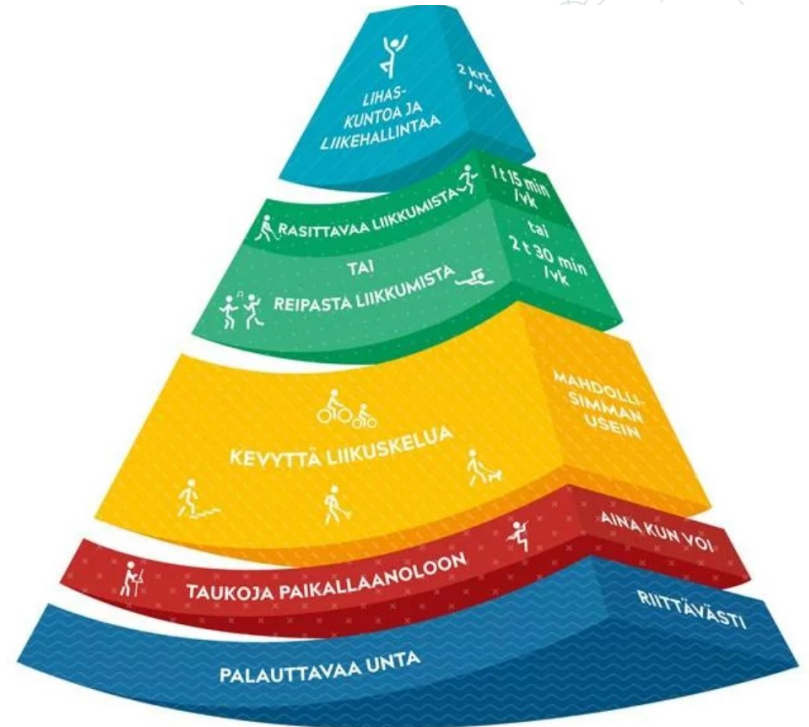 LIHAS-
KUNTOA JA
LIIKEHALLINTAA
2 krt
/vk
RASITTAVAA LIIKKUMISTA
1 t 15 min
/vk
TAI
tai
REIPASTA LIIKKUMISTA
2 t 30 min
/vk
KEVYTTÄ LIIKUSKELUA
MAHDOLLI-
SIMMAN
USEIN
TAUKOJA PAIKALLAANOLOON
AINA KUN VOI
PALAUTTAVAA UNTA
RIITTÄVÄSTI